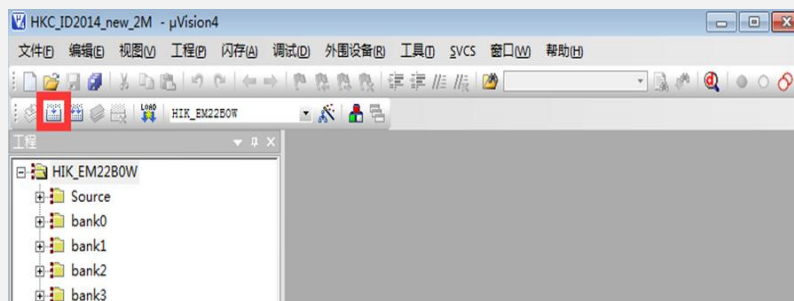 HKC_ID2014_new_2M - µVision4
文件(F) 编辑(E) 视图(V) 工程(P) 闪存(A) 调试(D) 外围设备(R) 工具(T) SVCS 窗口(W) 帮助(H)
LOAD HIK_EM22B0W
工程
HIK_EM22B0W
Source
bank0
bank1
bank2
bank3